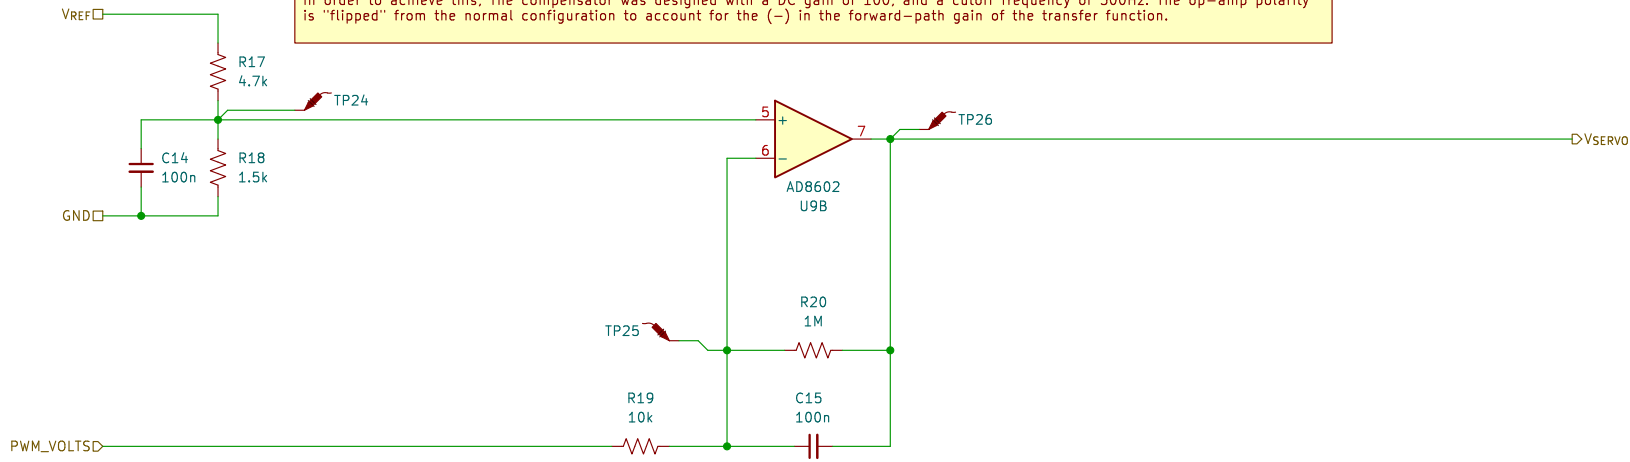 in order to achieve this, the compensator was designed with a DC gain of 100, and a cutoff frequency of 300Hz. The op-amp polarity
is "flipped" from the normal configuration to account for the (-) in the forward-path gain of the transfer function.
VREF
R17
4.7k
TP24
C14
100n
R18
1.5k
GND
5
+
6
-
7
AD8602
U9B
TP26
VSERVO
R20
1M
TP25
R19
10k
C15
100n
PWM_VOLTS